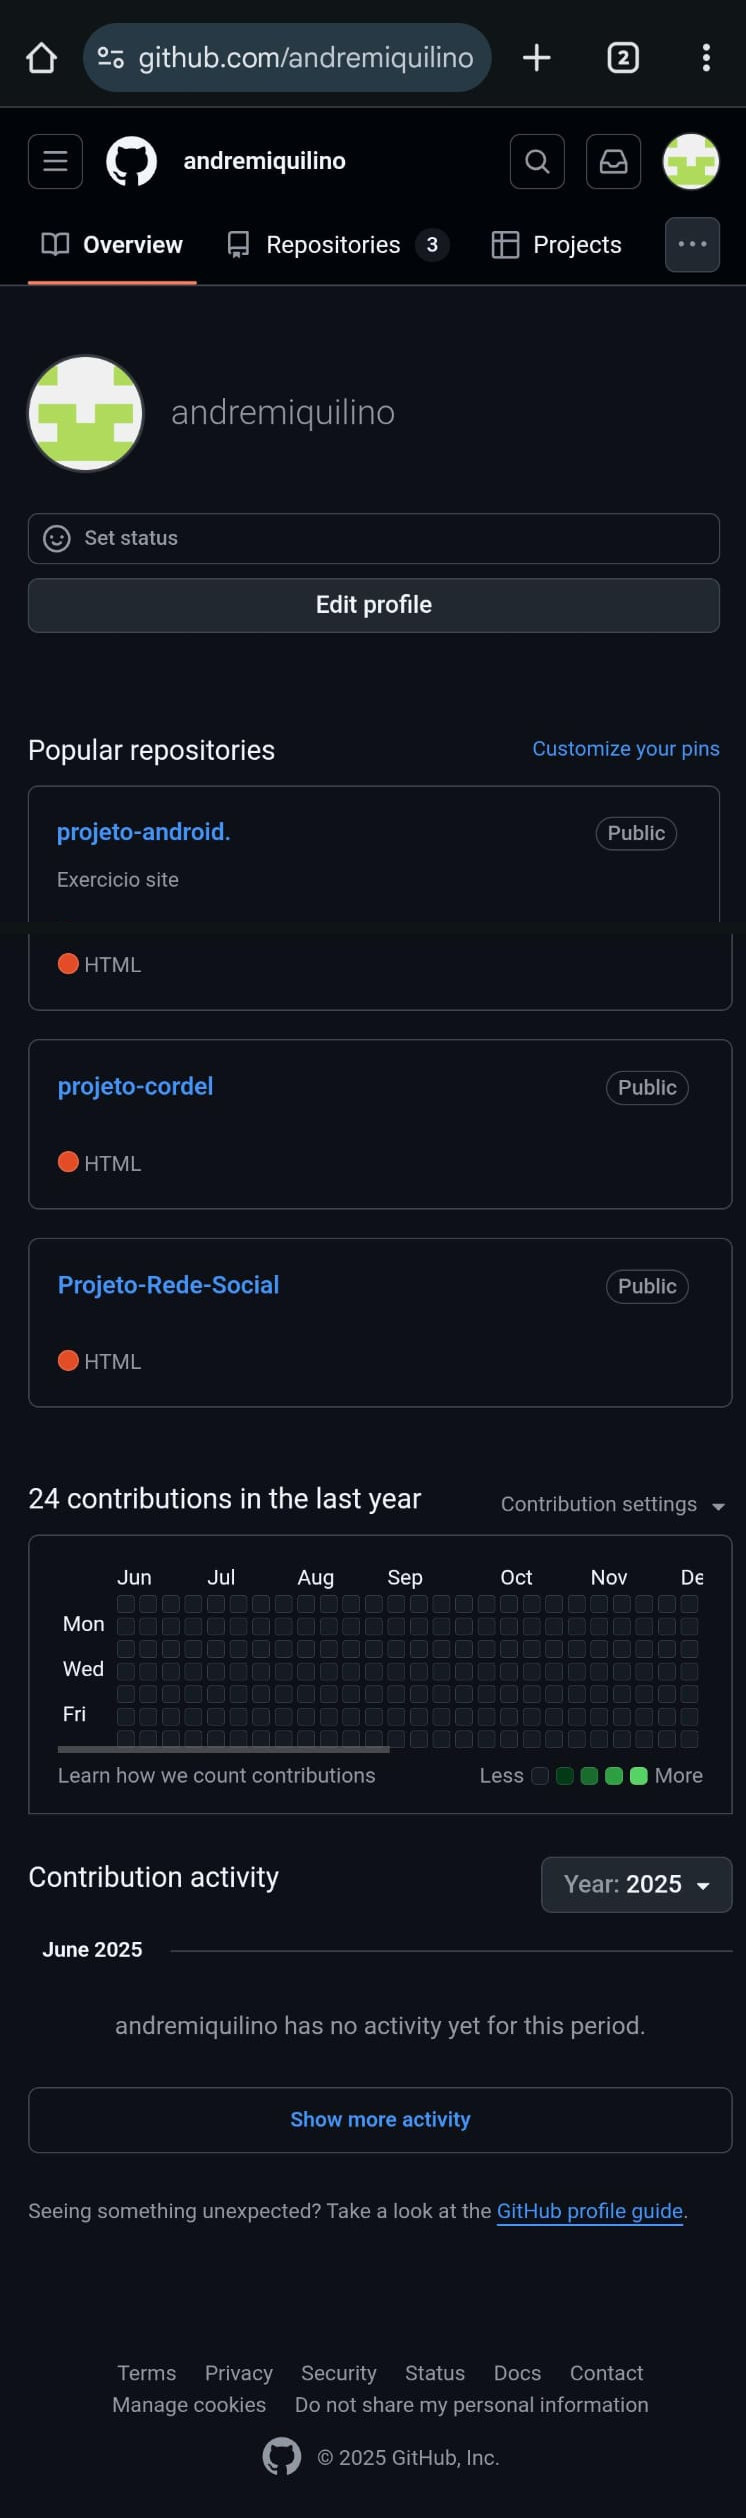 github.com/andremiquilino
2
andremiquilino
Overview Repositories 3 Projects
andremiquilino
Set status
Edit profile
Popular repositories Customize your pins
projeto-android. Public
Exercicio site
HTML
projeto-cordel Public
HTML
Projeto-Rede-Social Public
HTML
24 contributions in the last year Contribution settings
Jun Jul Aug Sep Oct Nov De
Mon
Wed
Fri
Learn how we count contributions Less More
Contribution activity Year: 2025
June 2025
andremiquilino has no activity yet for this period.
Show more activity
Seeing something unexpected? Take a look at the GitHub profile guide.
Terms Privacy Security Status Docs Contact
Manage cookies Do not share my personal information
© 2025 GitHub, Inc.